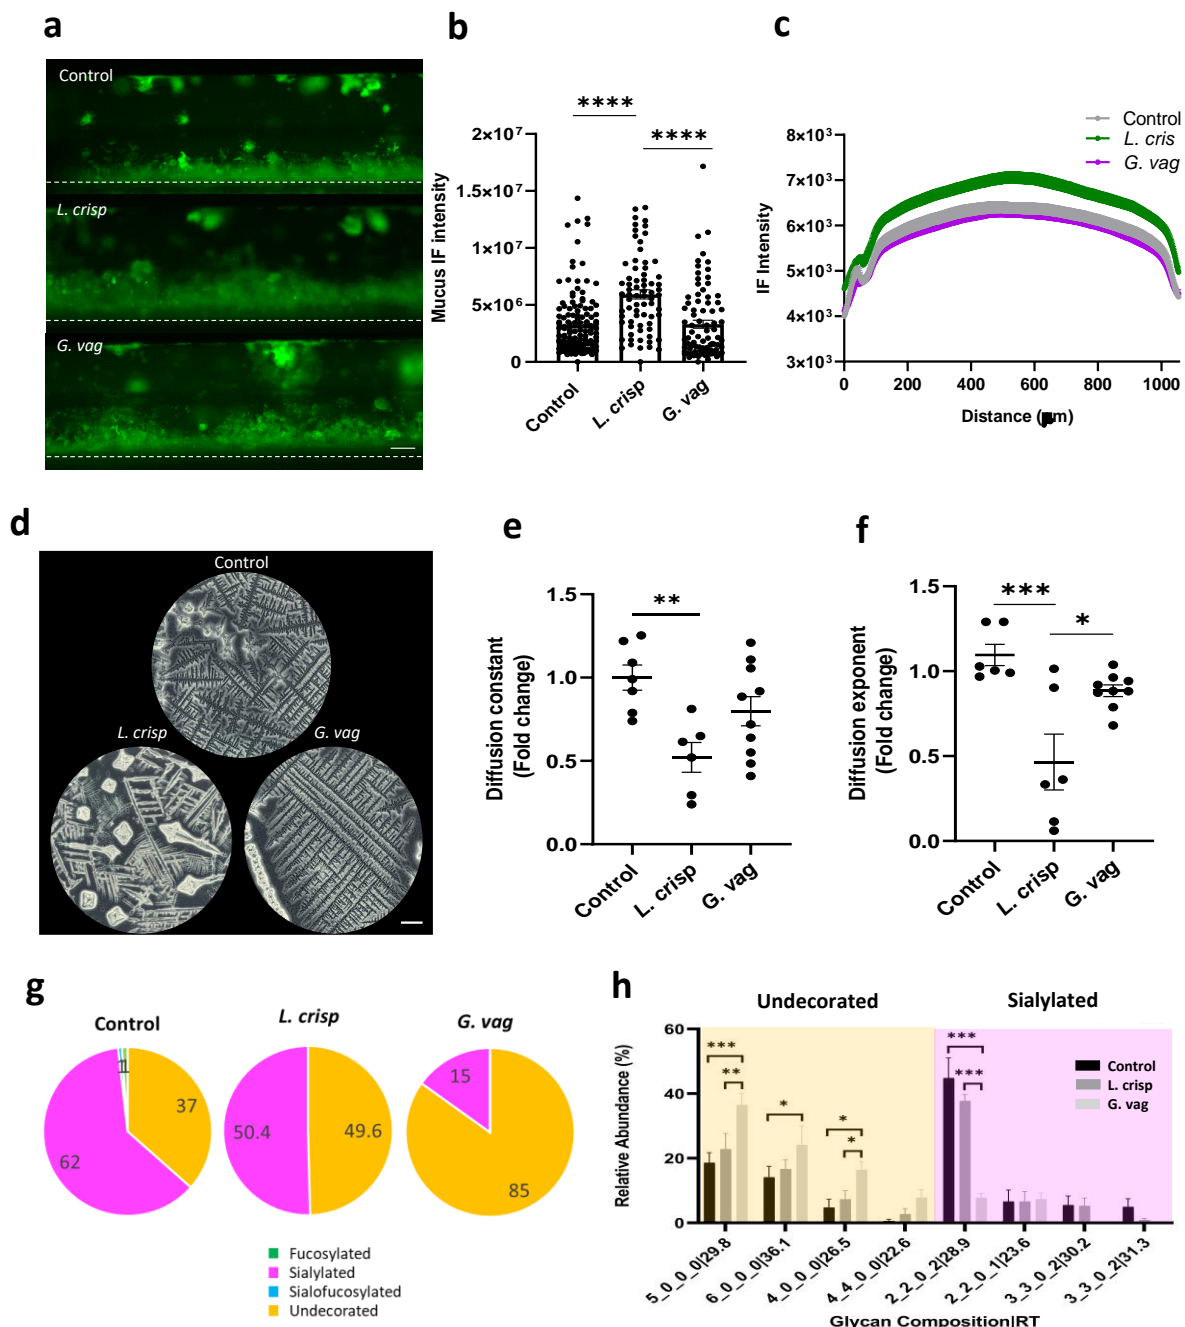 a
Control
L. crisp
G. vag
b
****
****
Mucus IF intensity
2×10⁷
1.5×10⁷
1×10⁷
5×10⁶
0
Control
L. crisp
G. vag
c
Control
L. cris
G. vag
IF Intensity
8×10³
7×10³
6×10³
5×10³
4×10³
3×10³
0
200
400
600
800
1000
Distance (μm)
d
Control
L. crisp
G. vag
e
**
Diffusion constant
(Fold change)
1.5
1.0
0.5
0.0
Control
L. crisp
G. vag
f
***
*
Diffusion exponent
(Fold change)
1.5
1.0
0.5
0.0
Control
L. crisp
G. vag
g
Control
L. crisp
G. vag
1
1
37
62
50.4
49.6
15
85
Fucosylated
Sialylated
Sialofucosylated
Undecorated
h
Undecorated
Sialylated
Relative Abundance (%)
60
40
20
0
***
**
*
*
*
***
***
Control
L. crisp
G. vag
5_0_0_0|29.8
6_0_0_0|36.1
4_0_0_0|26.5
4_4_0_0|22.6
2_2_0_2|28.9
2_2_0_1|23.6
3_3_0_2|30.2
3_3_0_2|31.3
Glycan Composition|RT